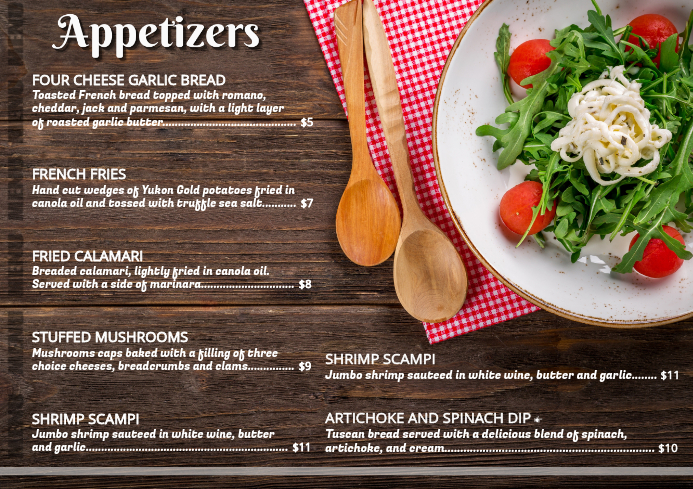 Appetizers
FOUR CHEESE GARLIC BREAD
Toasted French bread topped with romano,
cheddar, jack and parmesan, with a light layer
of roasted garlic butter................................................ $5
FRENCH FRIES
Hand cut wedges of Yukon Gold potatoes fried in
canola oil and tossed with truffle sea salt........... $7
FRIED CALAMARI
Breaded calamari, lightly fried in canola oil.
Served with a side of marinara................................. $8
STUFFED MUSHROOMS
Mushrooms caps baked with a filling of three
choice cheeses, breadcrumbs and clams............... $9
SHRIMP SCAMPI
Jumbo shrimp sauteed in white wine, butter
and garlic........................................................................ $11
SHRIMP SCAMPI
Jumbo shrimp sauteed in white wine, butter and garlic........ $11
ARTICHOKE AND SPINACH DIP
Tuscan bread served with a delicious blend of spinach,
artichoke, and cream........................................................................ $10